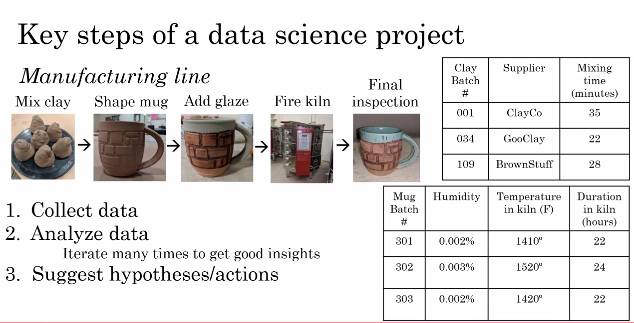 Key steps of a data science project
Manufacturing line
Mix clay Shape mug Add glaze Fire kiln Final inspection
1. Collect data
2. Analyze data
Iterate many times to get good insights
3. Suggest hypotheses/actions
Clay Batch # Supplier Mixing time (minutes)
001 ClayCo 35
034 GooClay 22
109 BrownStuff 28
Mug Batch # Humidity Temperature in kiln (F) Duration in kiln (hours)
301 0.002% 1410º 22
302 0.003% 1520º 24
303 0.002% 1420º 22